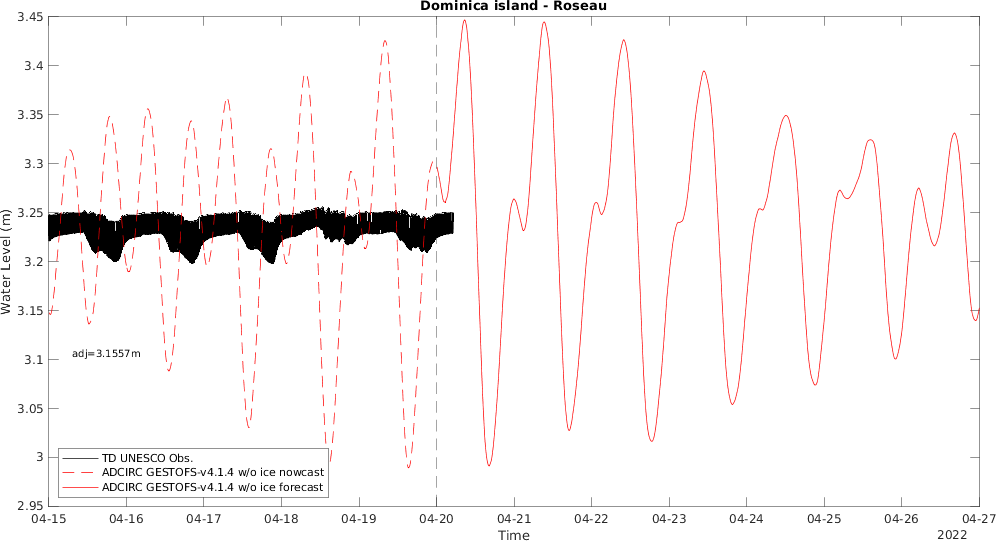 Dominica island - Roseau
3.45
3.4
3.35
3.3
3.25
3.2
3.15
3.1
3.05
3
2.95
Water Level (m)
adj=3.1557m
TD UNESCO Obs.
ADCIRC GESTOFS-v4.1.4 w/o ice nowcast
ADCIRC GESTOFS-v4.1.4 w/o ice forecast
04-15 04-16 04-17 04-18 04-19 04-20 04-21 04-22 04-23 04-24 04-25 04-26 04-27
Time
2022